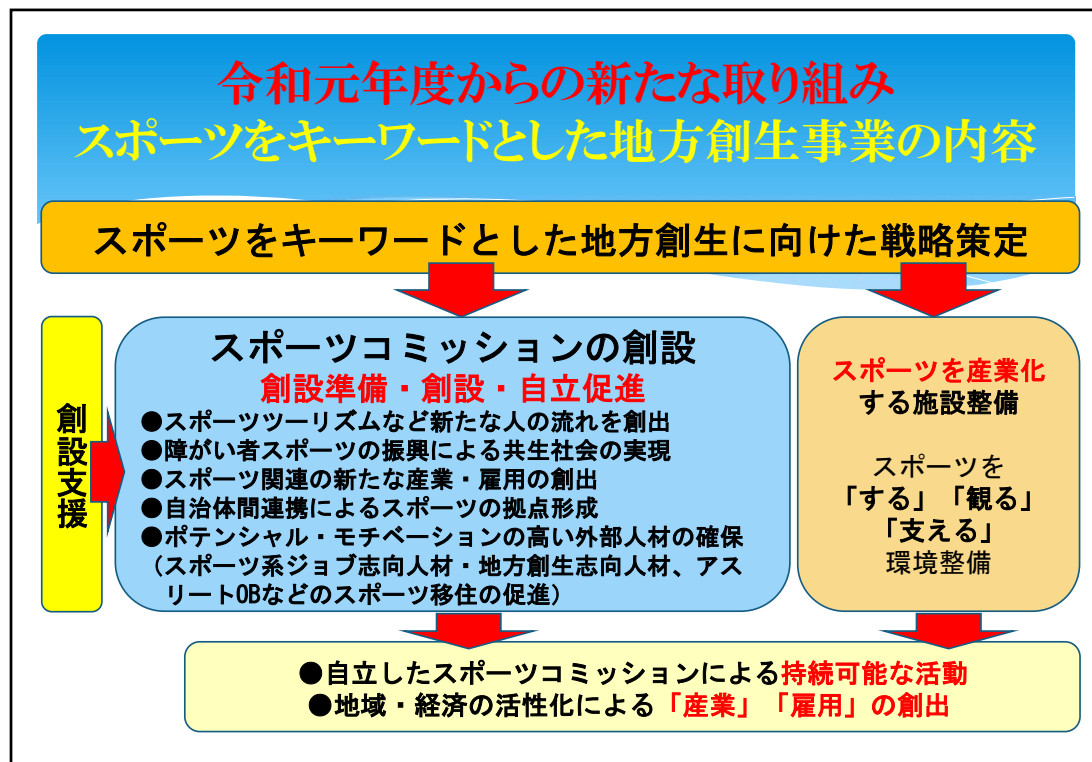 令和元年度からの新たな取り組み
スポーツをキーワードとした地方創生事業の内容
スポーツをキーワードとした地方創生に向けた戦略策定
創設支援
スポーツコミッションの創設
創設準備・創設・自立促進
●スポーツツーリズムなど新たな人の流れを創出
●障がい者スポーツの振興による共生社会の実現
●スポーツ関連の新たな産業・雇用の創出
●自治体間連携によるスポーツの拠点形成
●ポテンシャル・モチベーションの高い外部人材の確保
（スポーツ系ジョブ志向人材・地方創生志向人材、アス
リートOBなどのスポーツ移住の促進）
スポーツを産業化
する施設整備
スポーツを
「する」「観る」
「支える」
環境整備
●自立したスポーツコミッションによる持続可能な活動
●地域・経済の活性化による「産業」「雇用」の創出